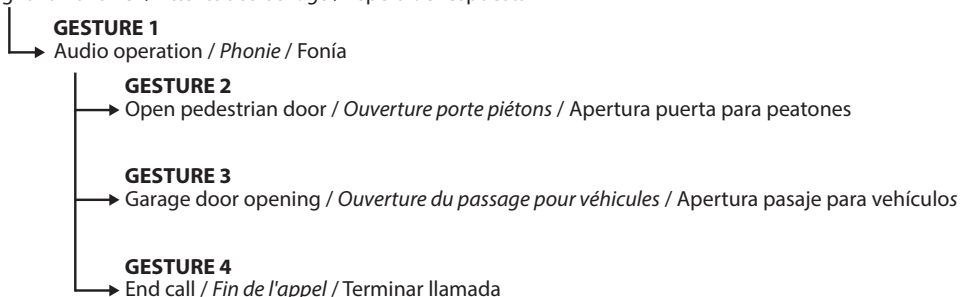 GESTURE 1
Audio operation / Phonie / Fonía
GESTURE 2
Open pedestrian door / Ouverture porte piétons / Apertura puerta para peatones
GESTURE 3
Garage door opening / Ouverture du passage pour véhicules / Apertura pasaje para vehículos
GESTURE 4
End call / Fin de l'appel / Terminar llamada